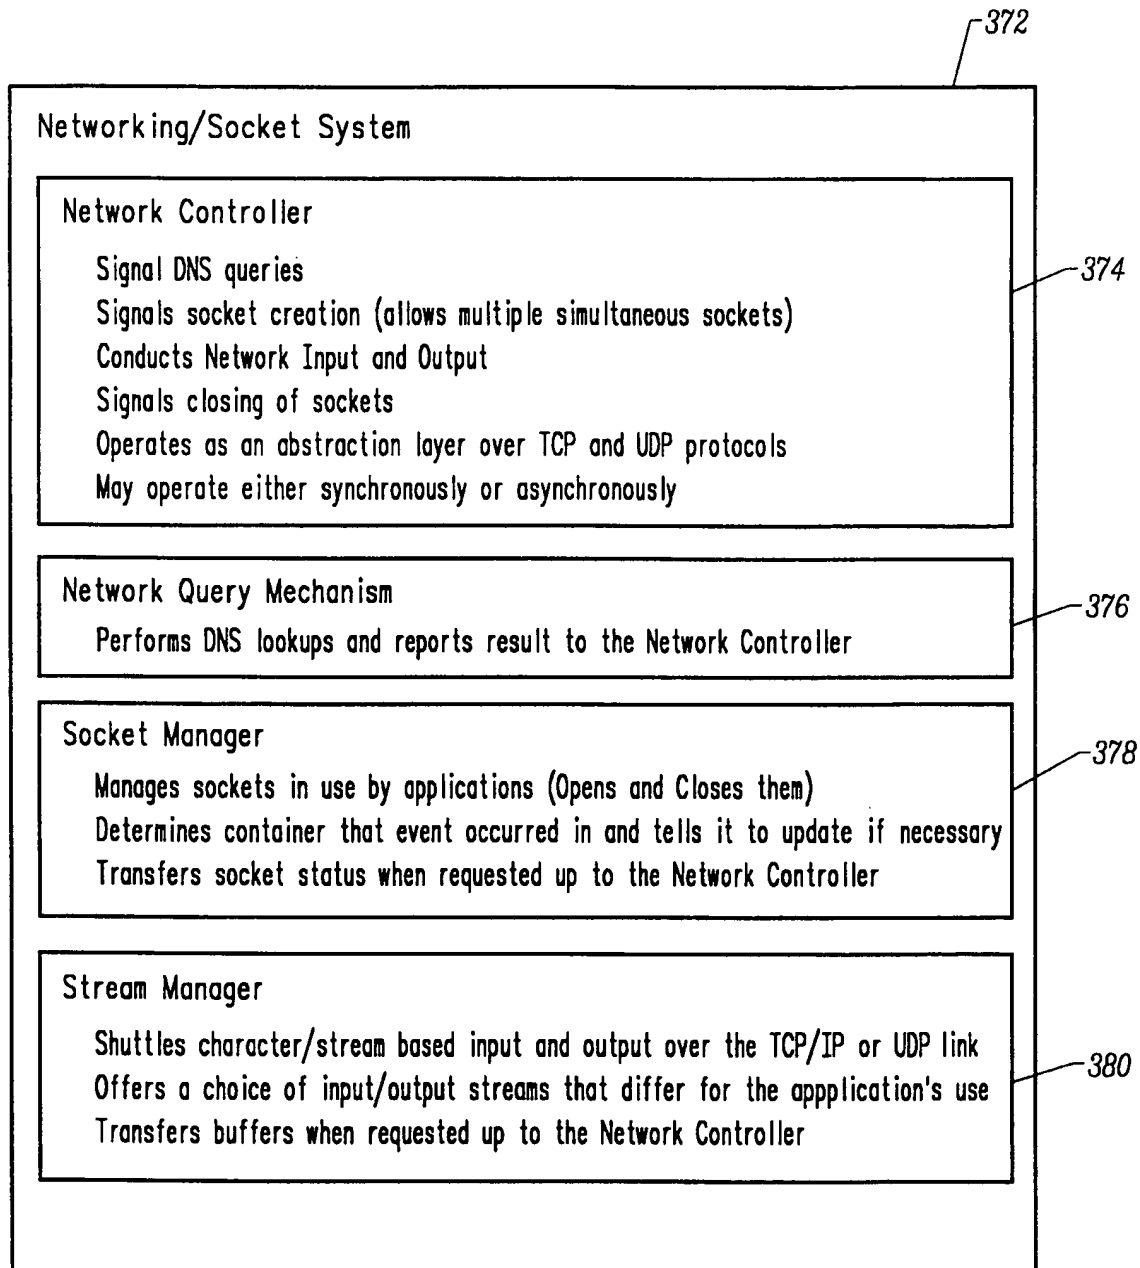 372
Networking/Socket System
Network Controller
Signal DNS queries
Signals socket creation (allows multiple simultaneous sockets)
Conducts Network Input and Output
Signals closing of sockets
Operates as an abstraction layer over TCP and UDP protocols
May operate either synchronously or asynchronously
374
Network Query Mechanism
Performs DNS lookups and reports result to the Network Controller
376
Socket Manager
Manages sockets in use by applications (Opens and Closes them)
Determines container that event occurred in and tells it to update if necessary
Transfers socket status when requested up to the Network Controller
378
Stream Manager
Shuttles character/stream based input and output over the TCP/IP or UDP link
Offers a choice of input/output streams that differ for the appplication's use
Transfers buffers when requested up to the Network Controller
380